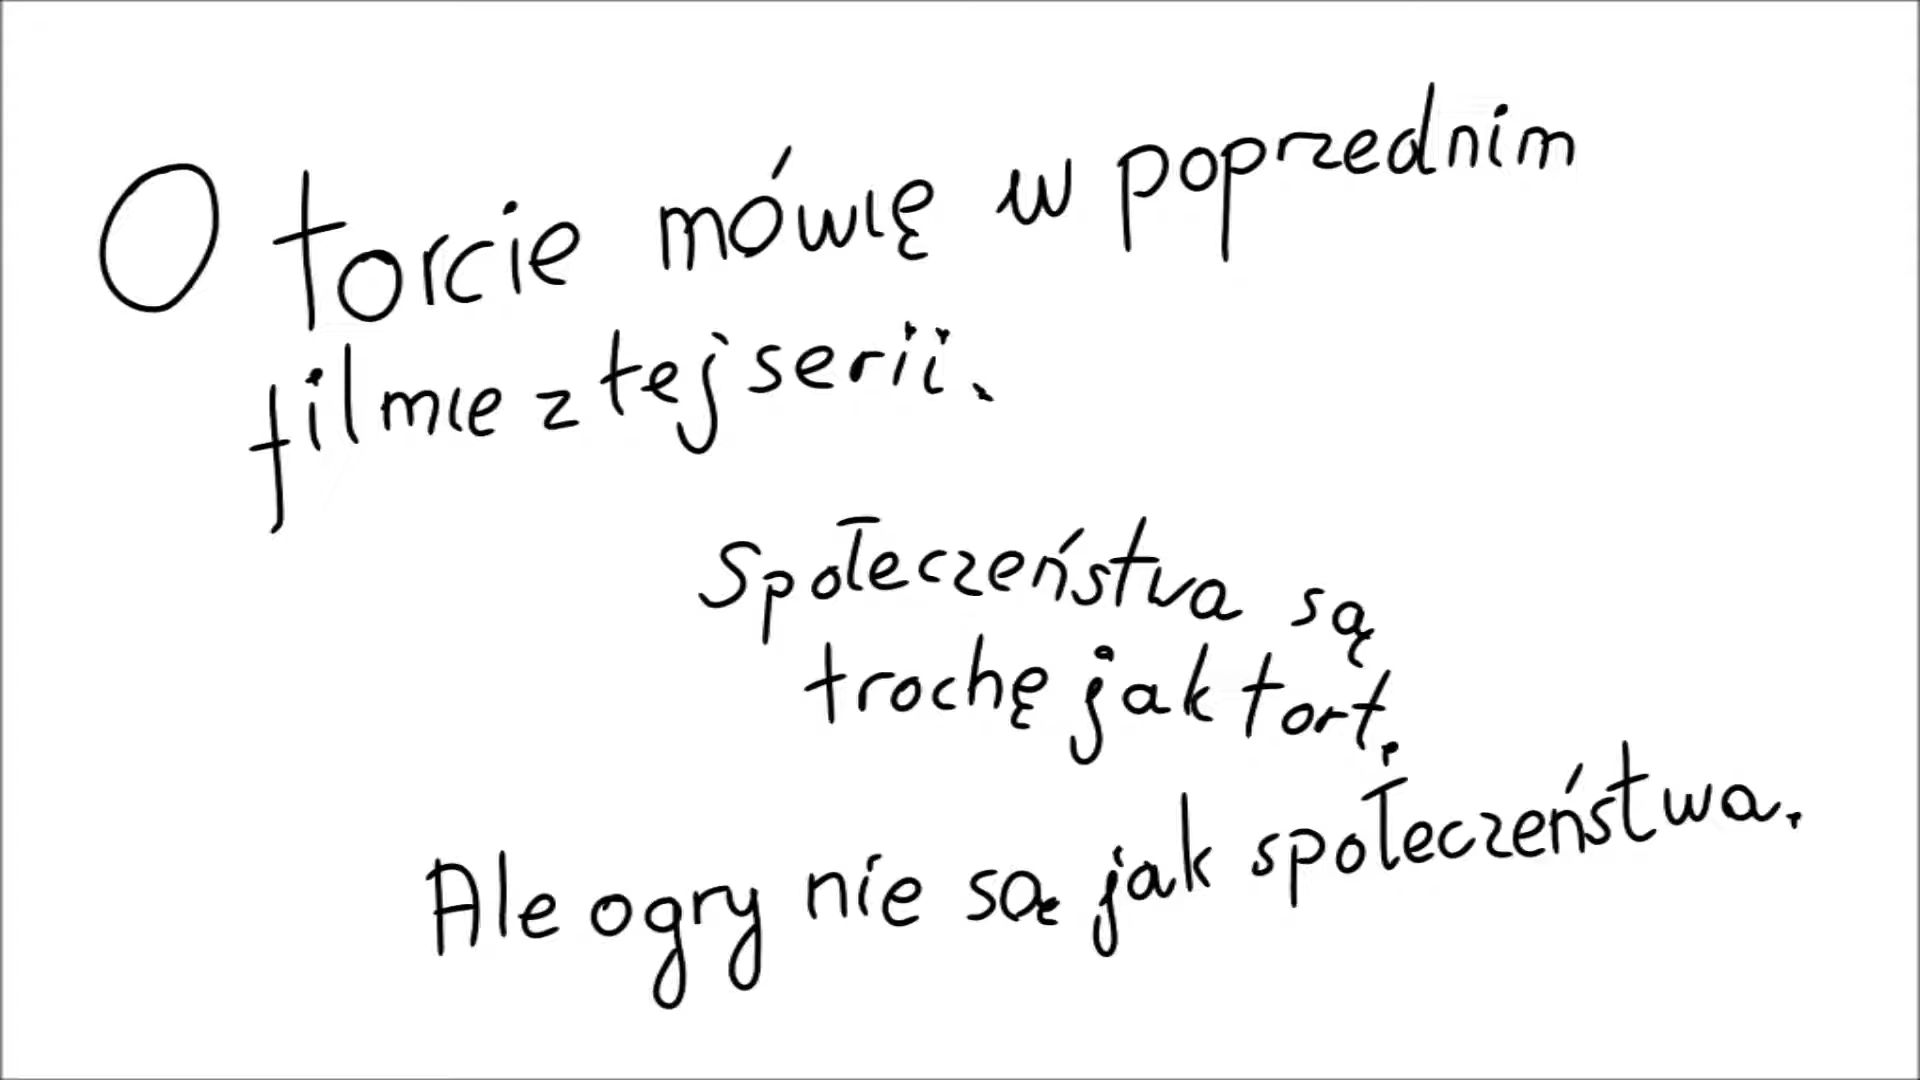 O torcie mówię w poprzednim
filmie z tej serii.
Społeczeństwa są
trochę jak tort.
Ale ogry nie są jak społeczeństwa.